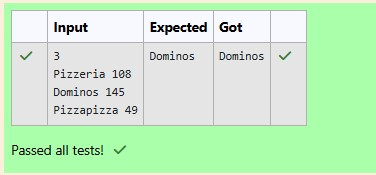 Input Expected Got
3 Dominos Dominos
Pizzeria 108
Dominos 145
Pizzapizza 49
Passed all tests!